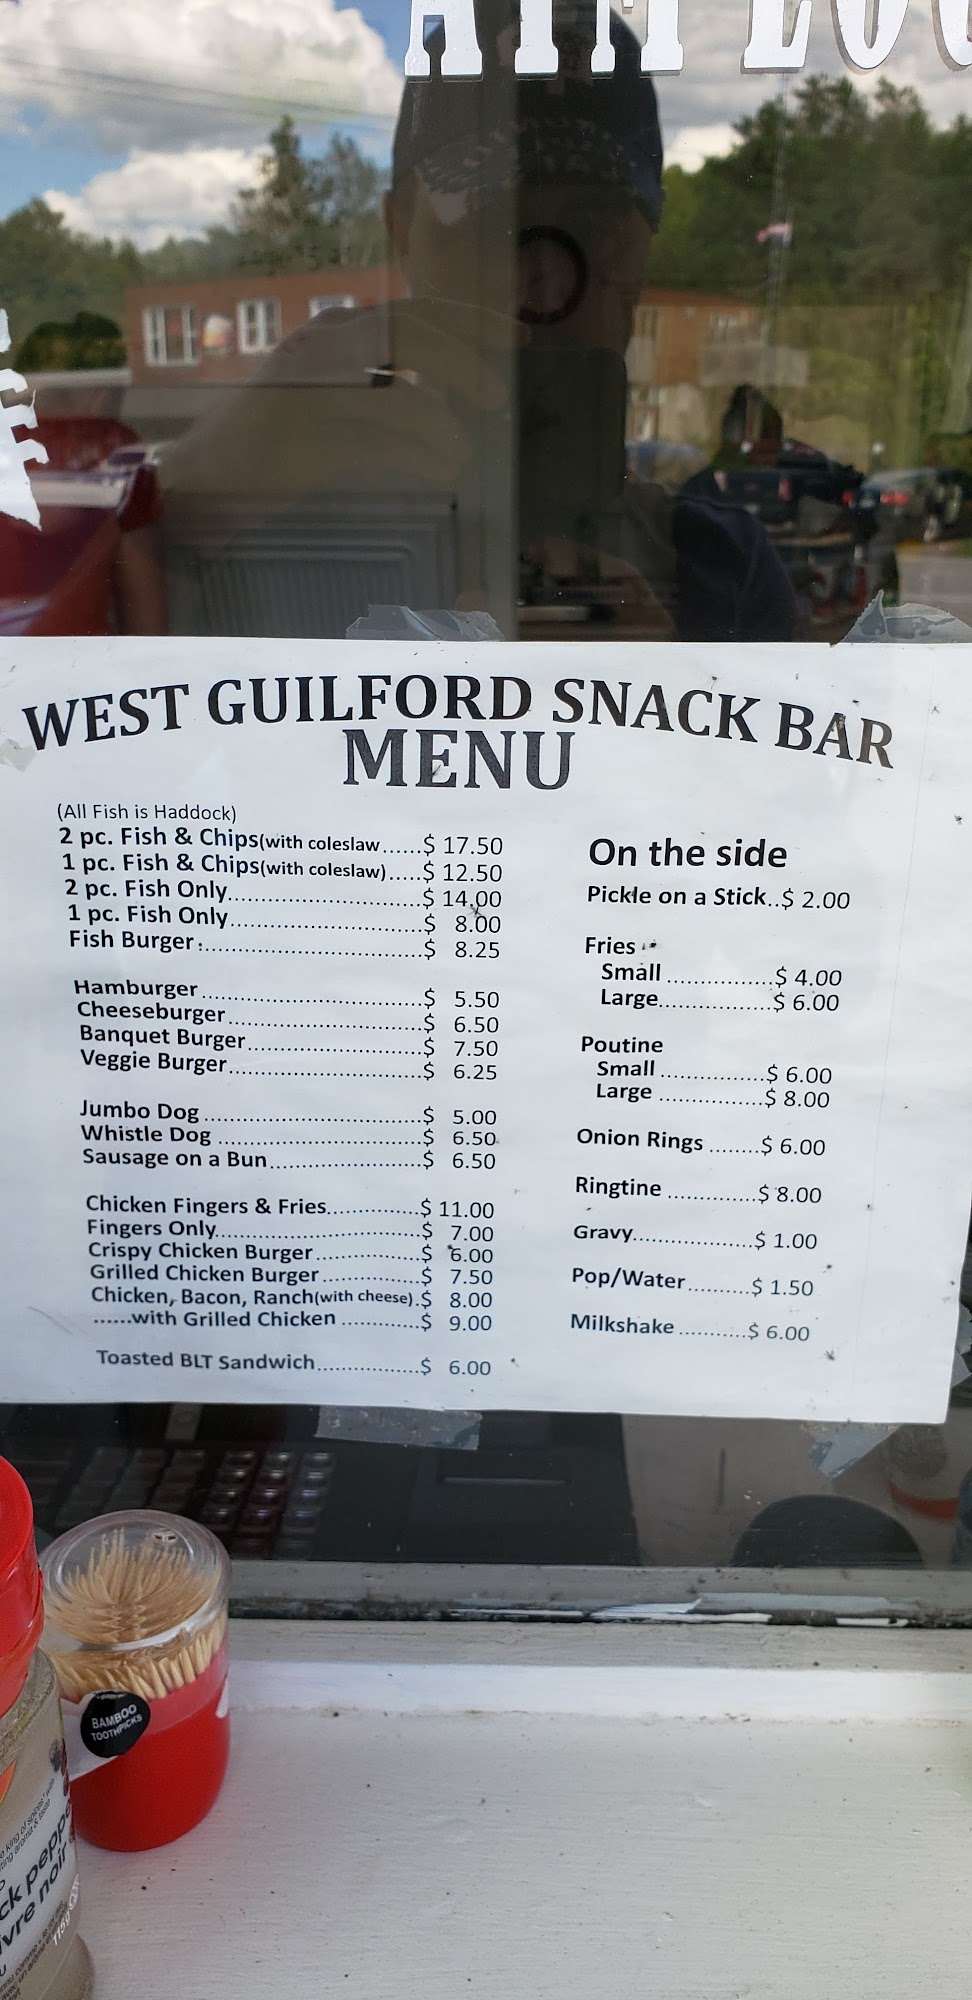 WEST GUILFORD SNACK BAR
MENU
(All Fish is Haddock)
2 pc. Fish & Chips(with coleslaw......$ 17.50
1 pc. Fish & Chips(with coleslaw).....$ 12.50
2 pc. Fish Only..............................$ 14.00
1 pc. Fish Only..............................$ 8.00
Fish Burger...................................$ 8.25
Hamburger..................................$ 5.50
Cheeseburger..............................$ 6.50
Banquet Burger...........................$ 7.50
Veggie Burger..............................$ 6.25
Jumbo Dog..................................$ 5.00
Whistle Dog................................$ 6.50
Sausage on a Bun........................$ 6.50
Chicken Fingers & Fries..............$ 11.00
Fingers Only................................$ 7.00
Crispy Chicken Burger................$ 6.00
Grilled Chicken Burger...............$ 7.50
Chicken, Bacon, Ranch(with cheese).$ 8.00
......with Grilled Chicken ............$ 9.00
Toasted BLT Sandwich................$ 6.00
On the side
Pickle on a Stick..$ 2.00
Fries
Small ................$ 4.00
Large.................$ 6.00
Poutine
Small ................$ 6.00
Large ................$ 8.00
Onion Rings ........$ 6.00
Ringtine ..............$ 8.00
Gravy...................$ 1.00
Pop/Water..........$ 1.50
Milkshake ...........$ 6.00
BAMBOO
TOOTHPICKS
115g